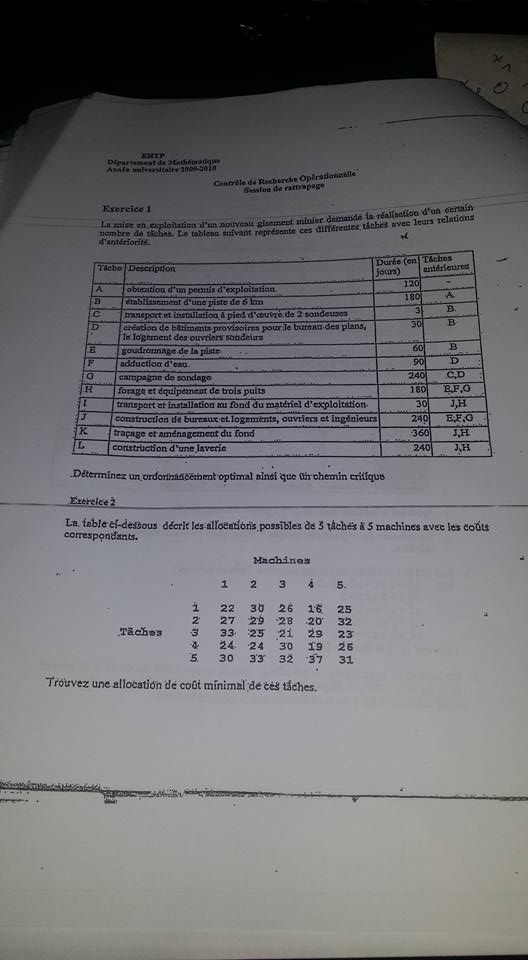 EHTP
Département de Mathématique
Année universitaire 2009-2010
Contrôle de Recherche Opérationnelle
Session de rattrapage
Exercice 1
La mise en exploitation d'un nouveau gisement minier demande la réalisation d'un certain
nombre de tâches. Le tableau suivant représente ces différentes tâches avec leurs relations
d'antériorité.
Tâche Description Durée (en jours) Tâches antérieures
A obtention d'un permis d'exploitation 120 -
B établissement d'une piste de 6 km 180 A
C transport et installation à pied d'œuvre de 2 sondeuses 3 B
D création de bâtiments provisoires pour le bureau des plans, le logement des ouvriers sondeurs 30 B
E goudronnage de la piste 60 B
F adduction d'eau 90 D
G campagne de sondage 240 C,D
H forage et équipement de trois puits 180 E,F,G
I transport et installation au fond du matériel d'exploitation 30 J,H
J construction de bureaux et logements, ouvriers et ingénieurs 240 E,F,G
K traçage et aménagement du fond 360 J,H
L construction d'une laverie 240 J,H
Déterminez un ordonnancement optimal ainsi que un chemin critique
Exercice 2
La table ci-dessous décrit les allocations possibles de 5 tâches à 5 machines avec les coûts
correspondants.
Machines
1 2 3 4 5
1 22 30 26 16 25
2 27 29 28 20 32
Tâches 3 33 25 21 29 23
4 24 24 30 19 26
5 30 33 32 37 31
Trouvez une allocation de coût minimal de ces tâches.